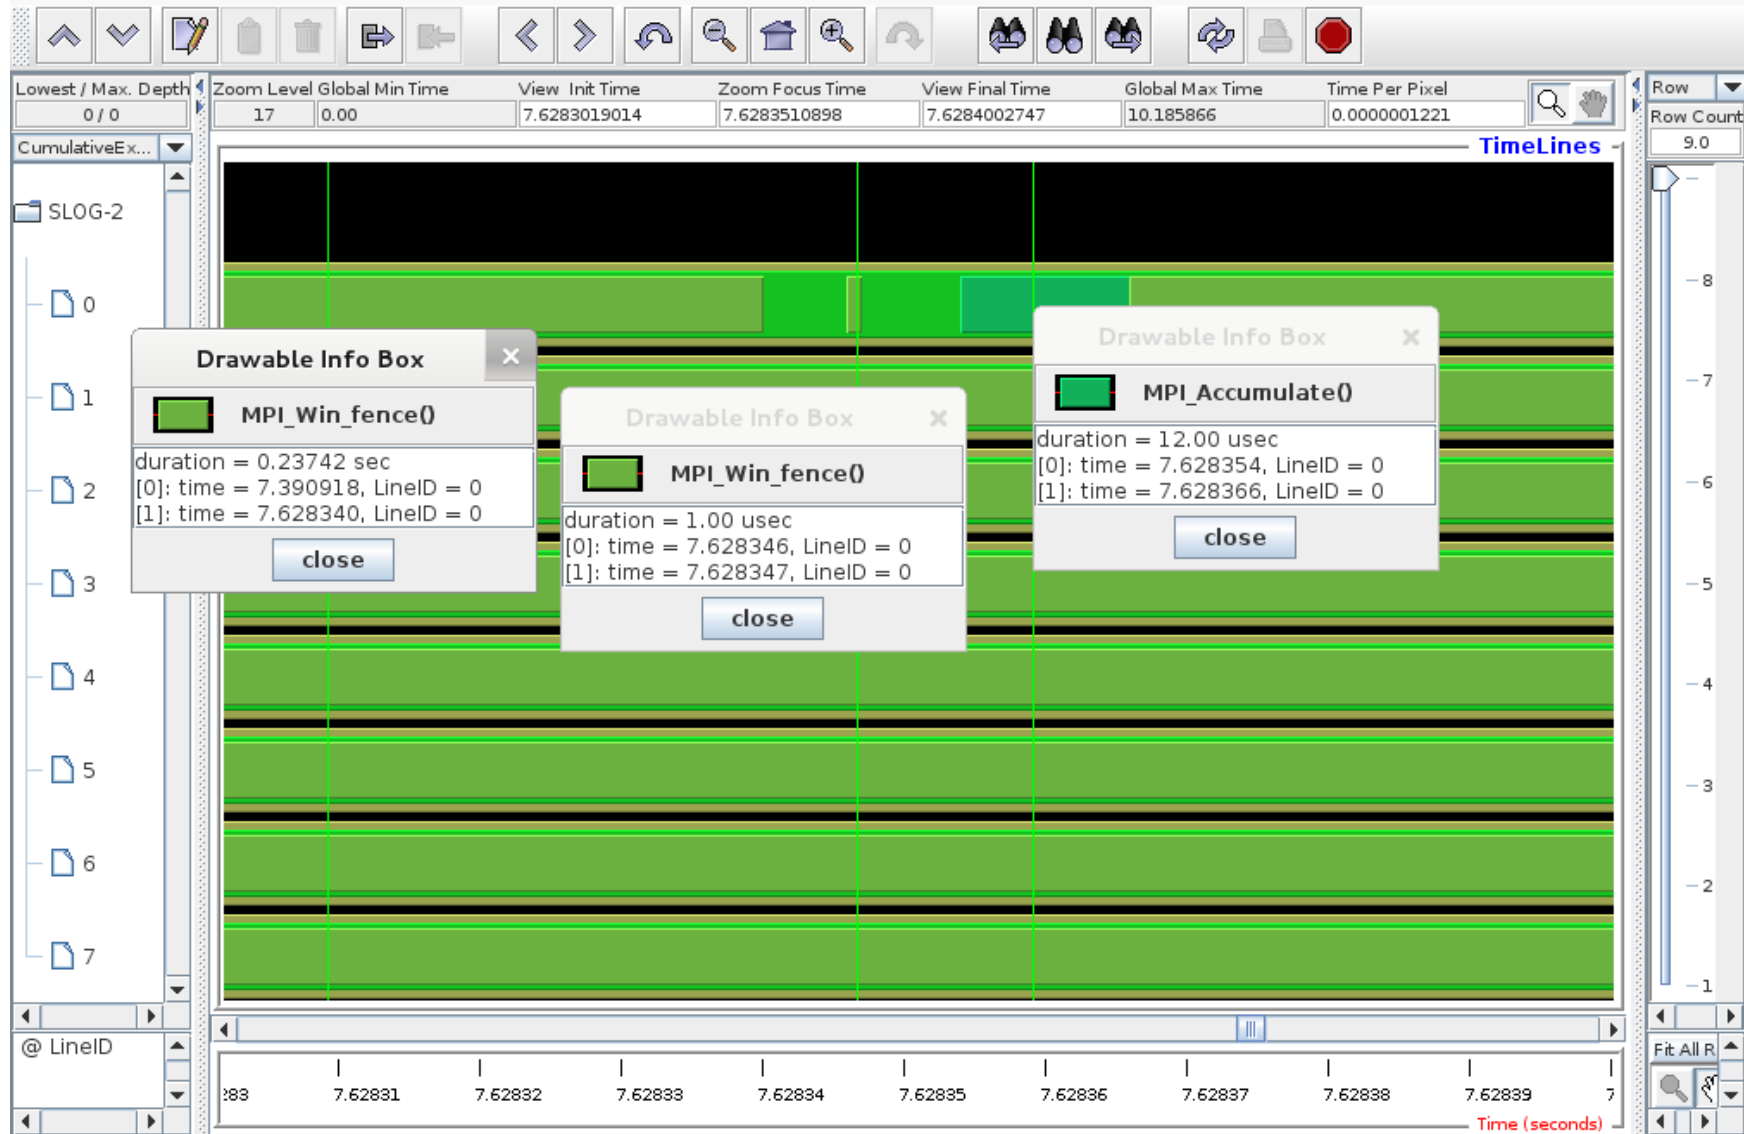 Lowest / Max. Depth
0 / 0
Zoom Level
17
Global Min Time
0.00
View Init Time
7.6283019014
Zoom Focus Time
7.6283510898
View Final Time
7.6284002747
Global Max Time
10.185866
Time Per Pixel
0.0000001221
Row
Row Count
9.0
CumulativeEx...
TimeLines
SLOG-2
0
1
2
3
4
5
6
7
Drawable Info Box
MPI_Win_fence()
duration = 0.23742 sec
[0]: time = 7.390918, LineID = 0
[1]: time = 7.628340, LineID = 0
close
Drawable Info Box
MPI_Win_fence()
duration = 1.00 usec
[0]: time = 7.628346, LineID = 0
[1]: time = 7.628347, LineID = 0
close
Drawable Info Box
MPI_Accumulate()
duration = 12.00 usec
[0]: time = 7.628354, LineID = 0
[1]: time = 7.628366, LineID = 0
close
8
7
6
5
4
3
2
1
@ LineID
283 7.62831 7.62832 7.62833 7.62834 7.62835 7.62836 7.62837 7.62838 7.62839 7
Time (seconds)
Fit All R